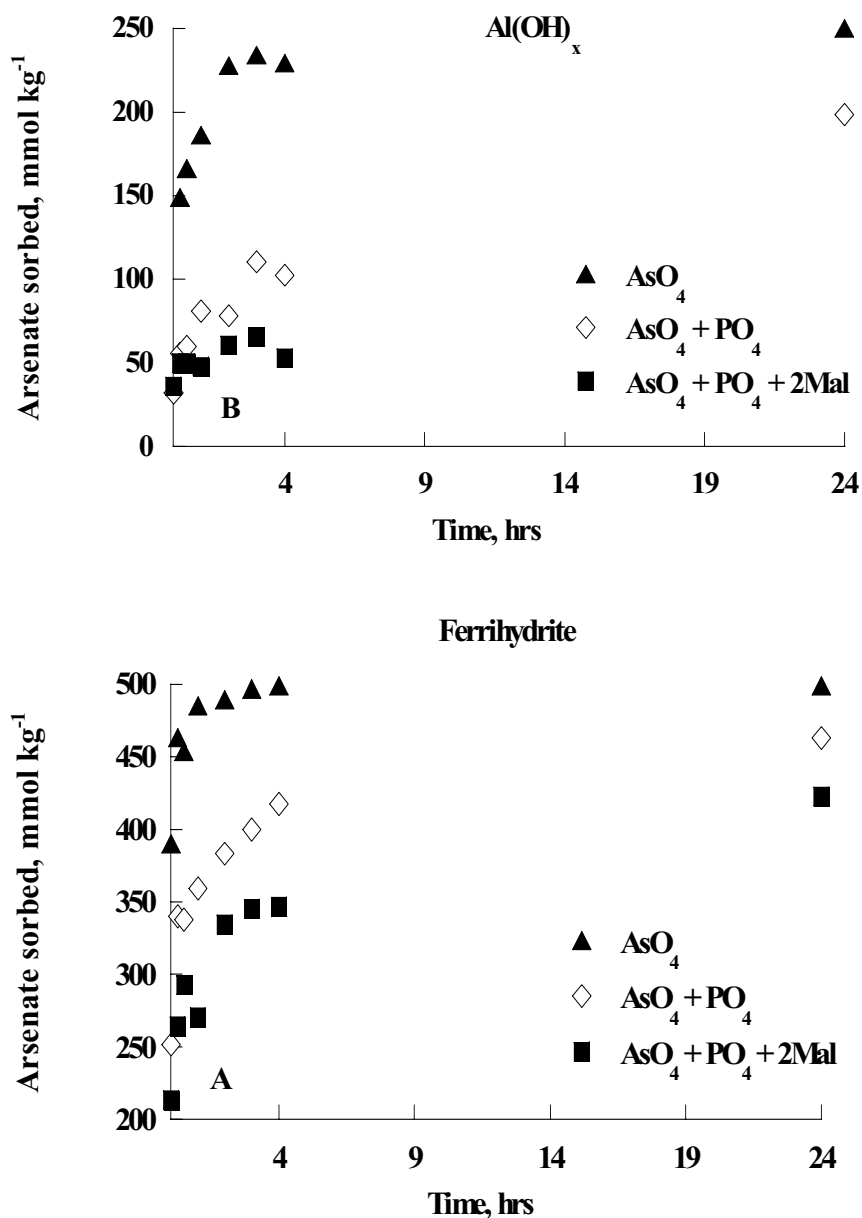 Al(OH)x
250
200
150
100
50
0
Arsenate sorbed, mmol kg-1
AsO4
AsO4 + PO4
AsO4 + PO4 + 2Mal
B
4 9 14 19 24
Time, hrs
Ferrihydrite
500
450
400
350
300
250
200
Arsenate sorbed, mmol kg-1
AsO4
AsO4 + PO4
AsO4 + PO4 + 2Mal
A
4 9 14 19 24
Time, hrs